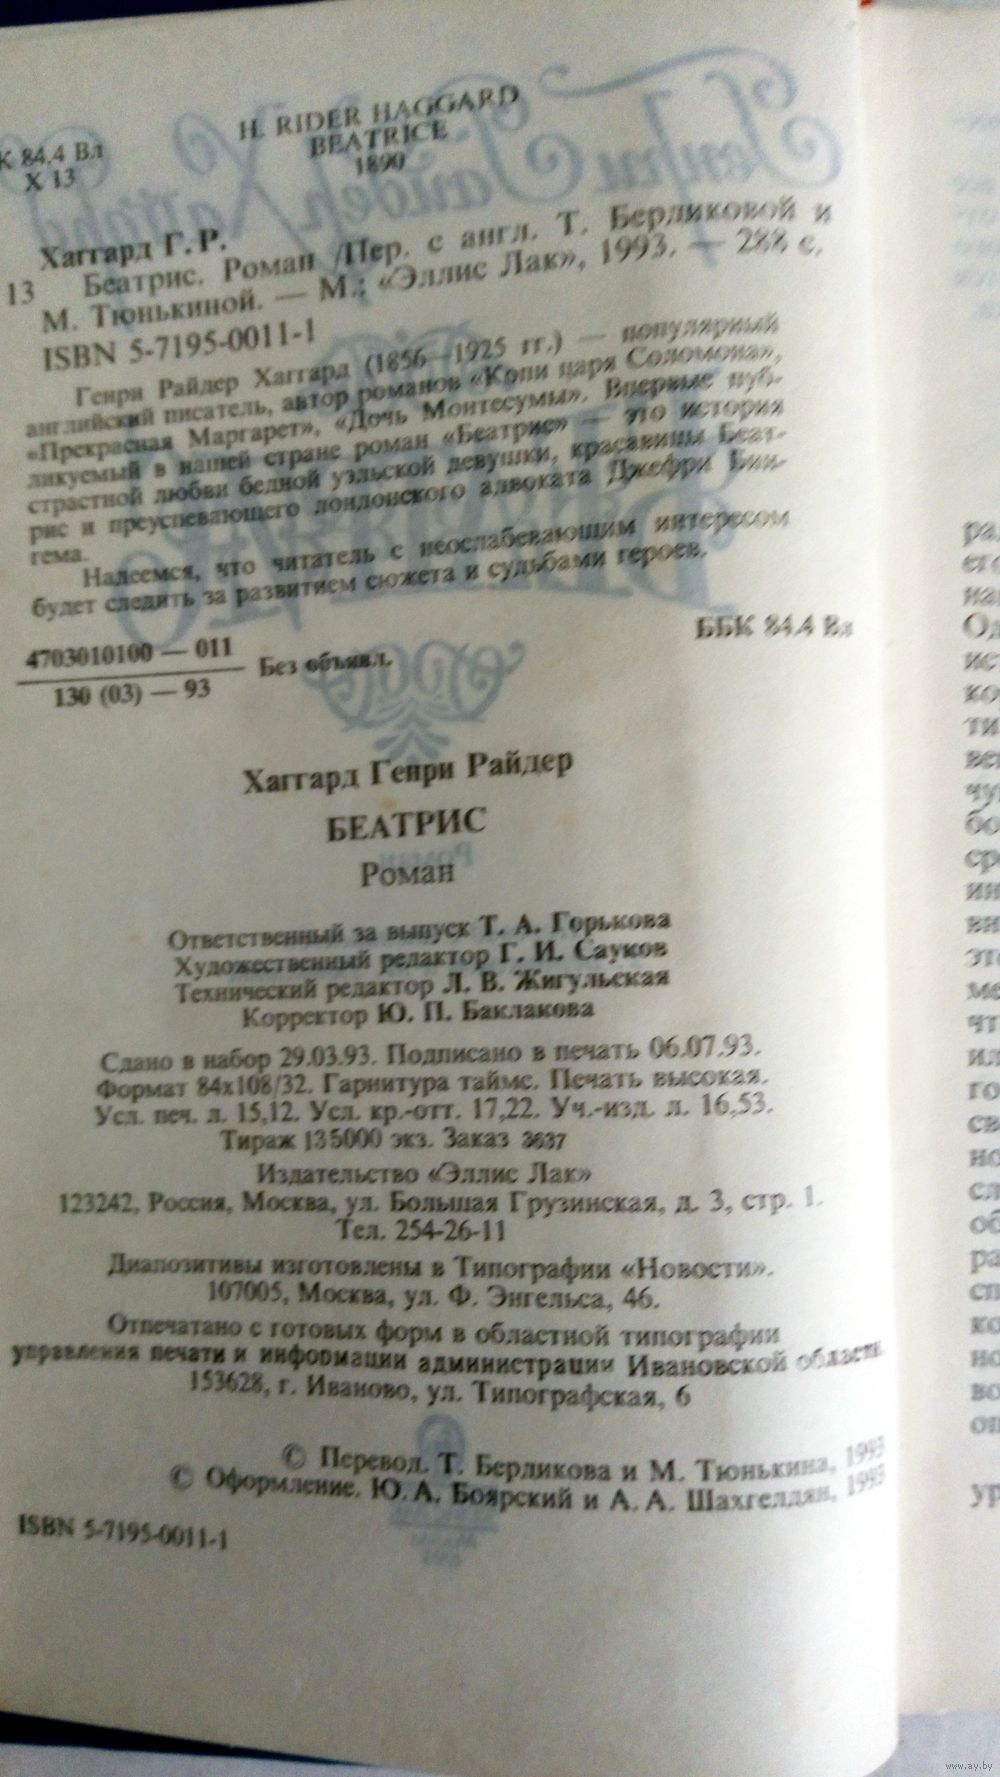 H. RIDER HAGGARD
BEATRICE
1890
К 84.4 Вл
Х 13
Хаггард Г. Р.
13 Беатрис. Роман /Пер. с англ. Т. Берликовой и
М. Тюнькиной. — М.: «Эллис Лак», 1993. — 288 с.
ISBN 5-7195-0011-1
Генри Райдер Хаггард (1856—1925 гг.) — популярный
английский писатель, автор романов «Копи царя Соломона»,
«Прекрасная Маргарет», «Дочь Монтесумы». Впервые пуб-
ликуемый в нашей стране роман «Беатрис» — это история
страстной любви бедной уэльской девушки, красавицы Беат-
рис и преуспевающего лондонского адвоката Джефри Бин-
гема.
Надеемся, что читатель с неослабевающим интересом
будет следить за развитием сюжета и судьбами героев.
ББК 84.4 Вл
4703010100 — 011
130 (03) — 93
Без объявл.
Хаггард Генри Райдер
БЕАТРИС
Роман
Ответственный за выпуск Т. А. Горькова
Художественный редактор Г. И. Сауков
Технический редактор Л. В. Жигульская
Корректор Ю. П. Баклакова
Сдано в набор 29.03.93. Подписано в печать 06.07.93.
Формат 84x108/32. Гарнитура таймс. Печать высокая.
Усл. печ. л. 15,12. Усл. кр.-отт. 17,22. Уч.-изд. л. 16,53.
Тираж 135000 экз. Заказ 3637
Издательство «Эллис Лак»
123242, Россия, Москва, ул. Большая Грузинская, д. 3, стр. 1.
Тел. 254-26-11
Диапозитивы изготовлены в Типографии «Новости».
107005, Москва, ул. Ф. Энгельса, 46.
Отпечатано с готовых форм в областной типографии
управления печати и информации администрации Ивановской области.
153628, г. Иваново, ул. Типографская, 6
© Перевод. Т. Берликова и М. Тюнькина, 1993
© Оформление. Ю. А. Боярский и А. А. Шахгелдян, 1993
ISBN 5-7195-0011-1
www.ay.by